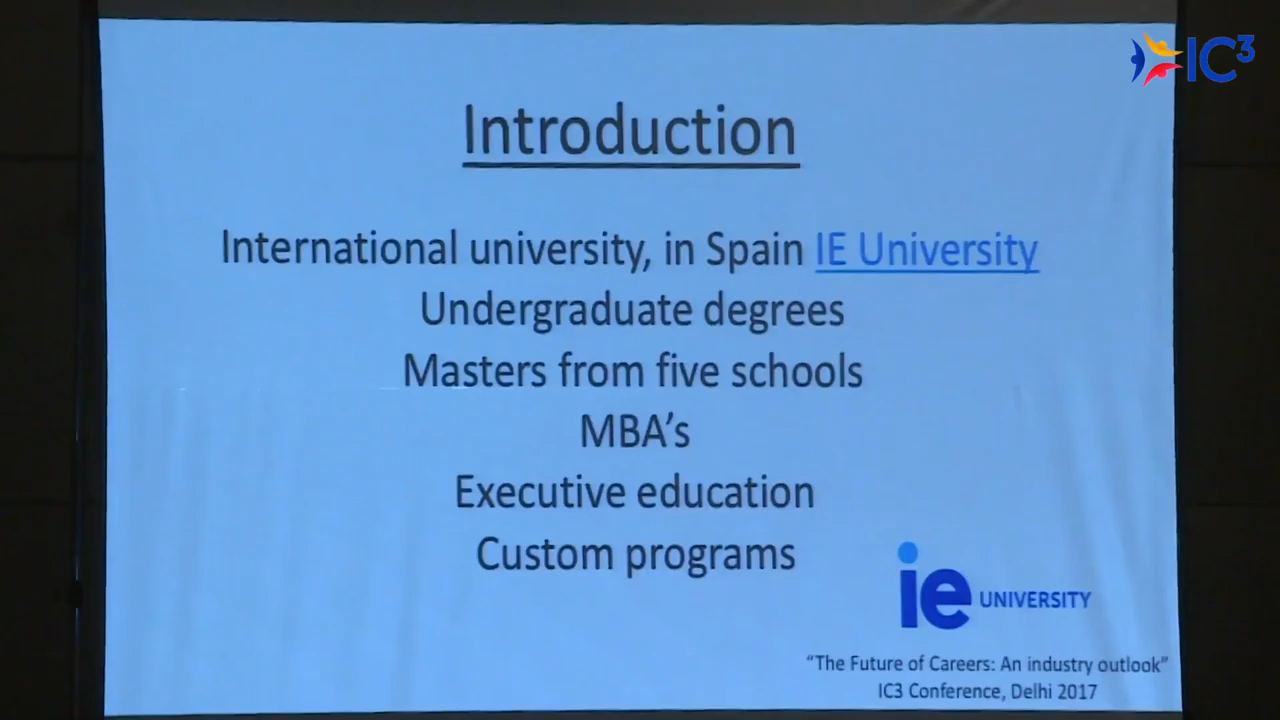 IC³
Introduction
International university, in Spain IE University
Undergraduate degrees
Masters from five schools
MBA’s
Executive education
Custom programs
ie UNIVERSITY
“The Future of Careers: An industry outlook”
IC3 Conference, Delhi 2017